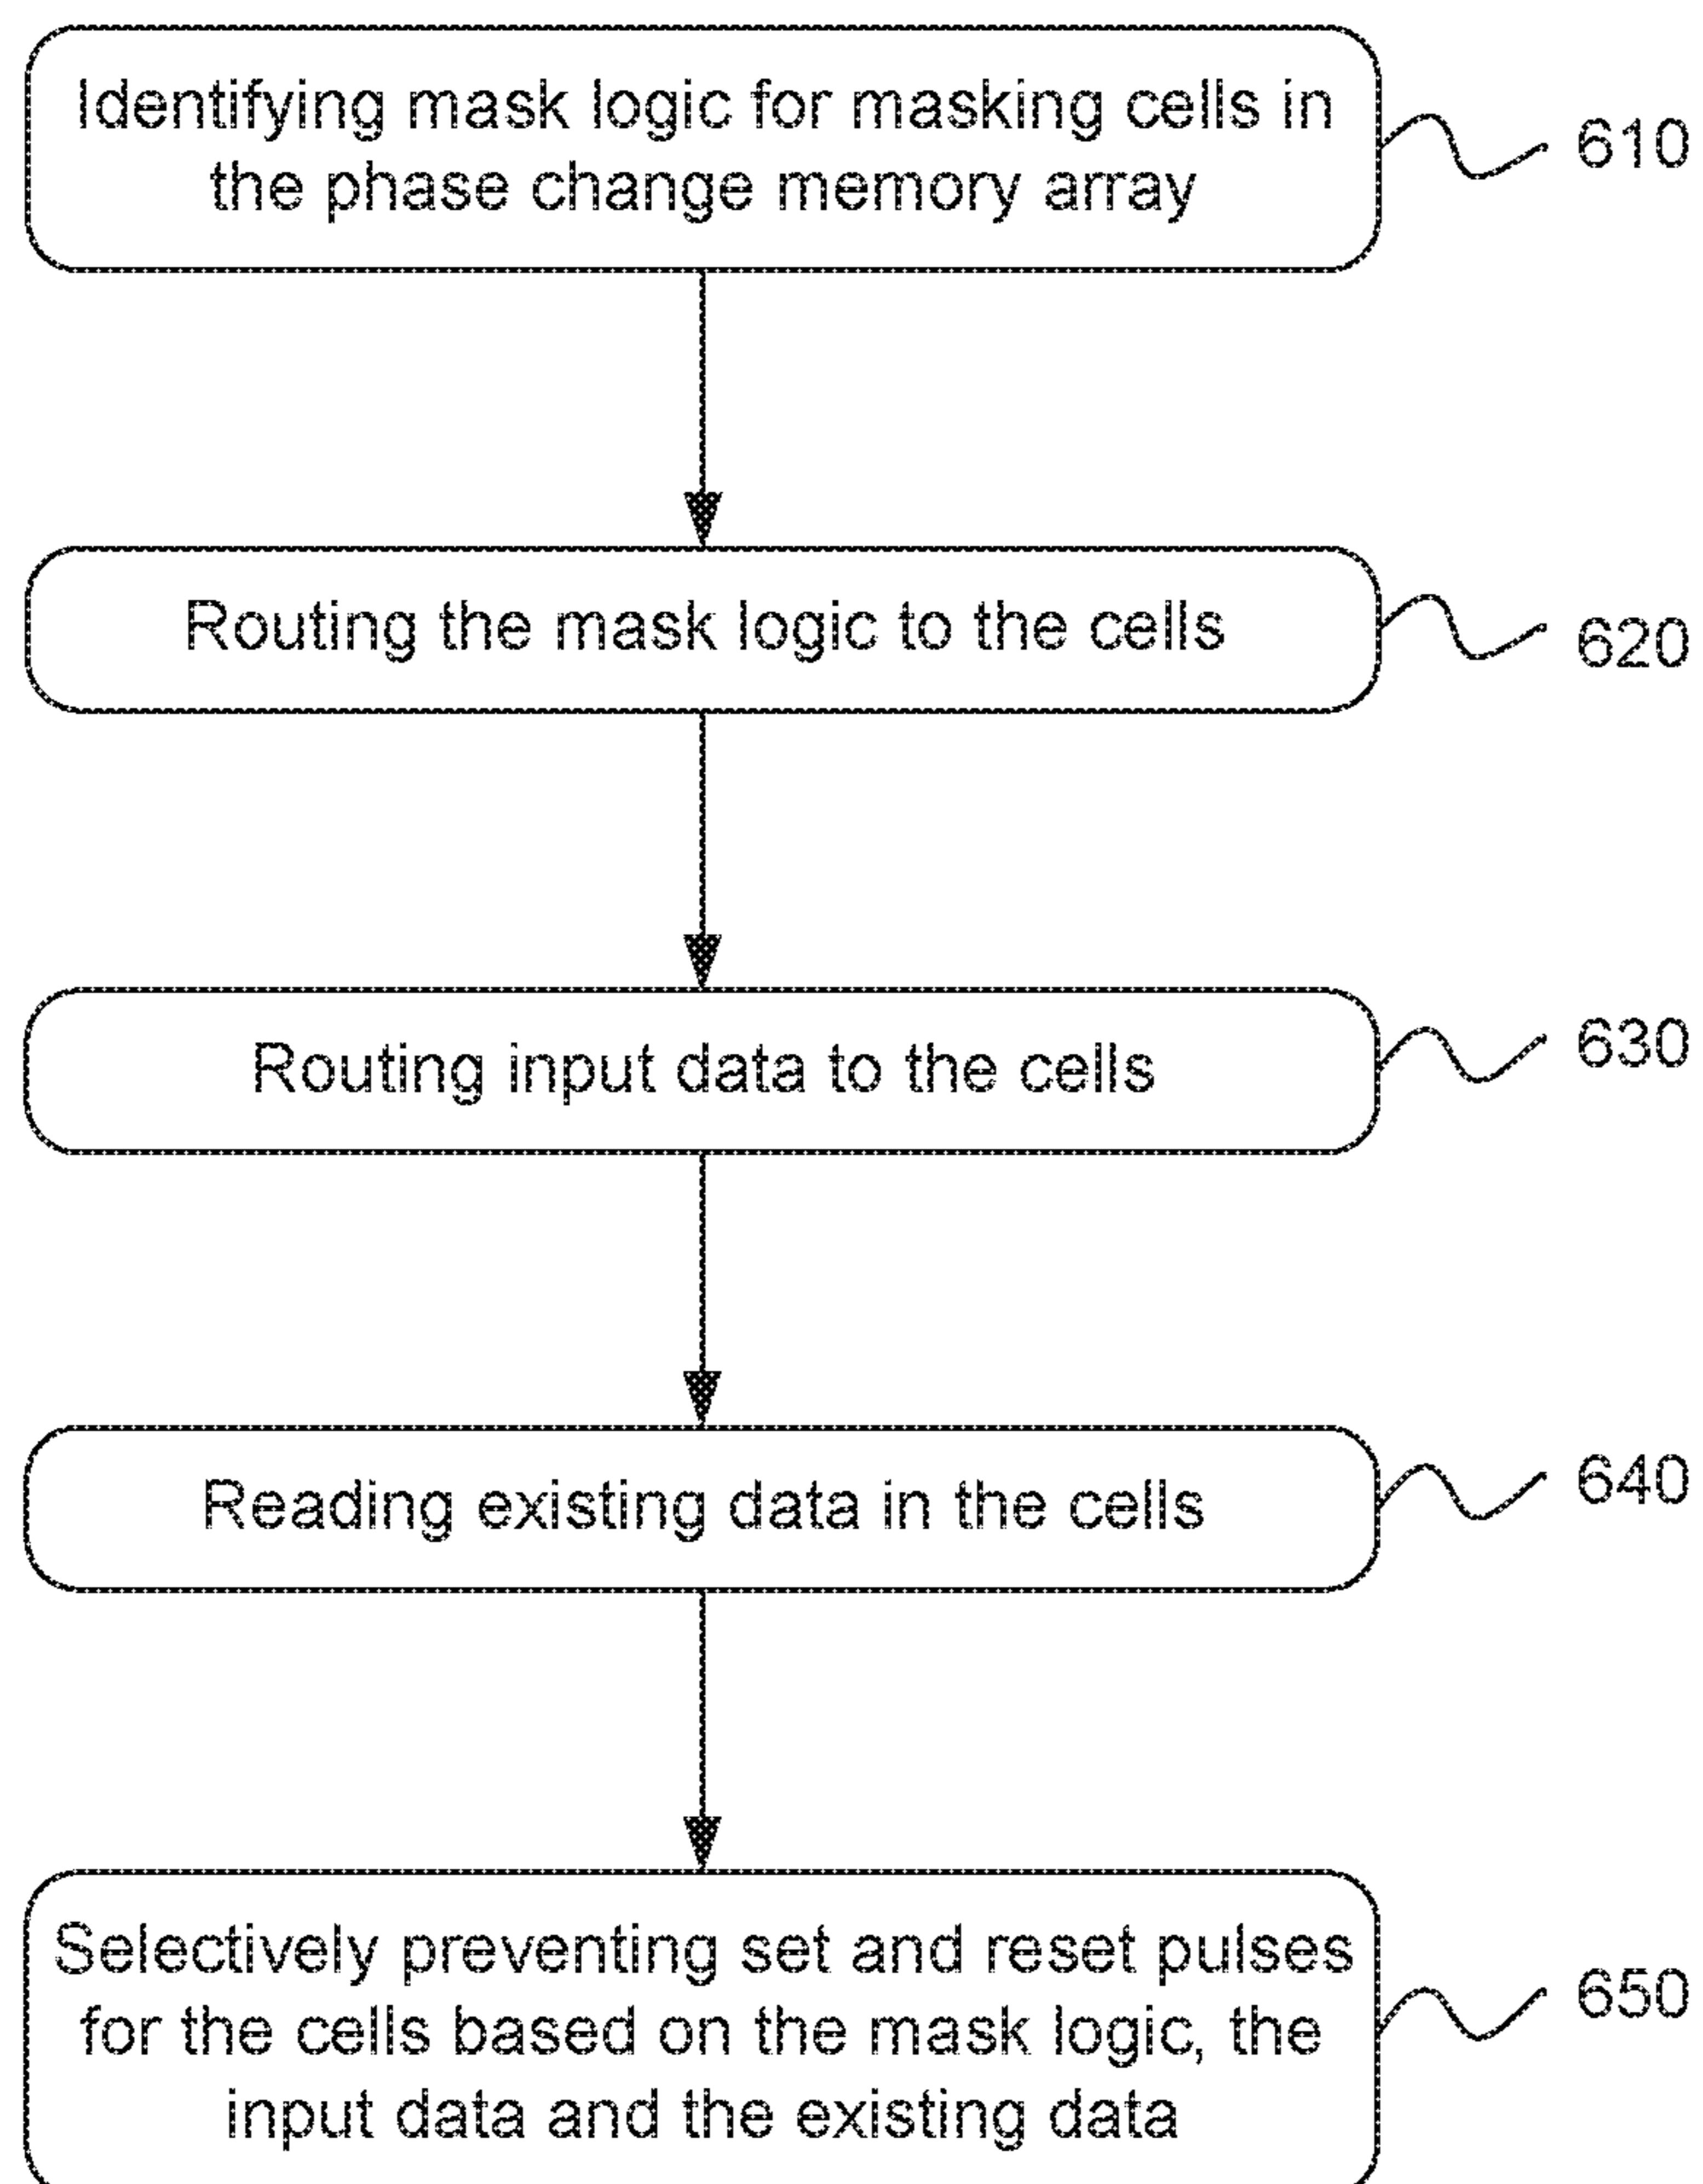 Identifying mask logic for masking cells in
the phase change memory array
610
Routing the mask logic to the cells
620
Routing input data to the cells
630
Reading existing data in the cells
640
Selectively preventing set and reset pulses
for the cells based on the mask logic, the
input data and the existing data
650